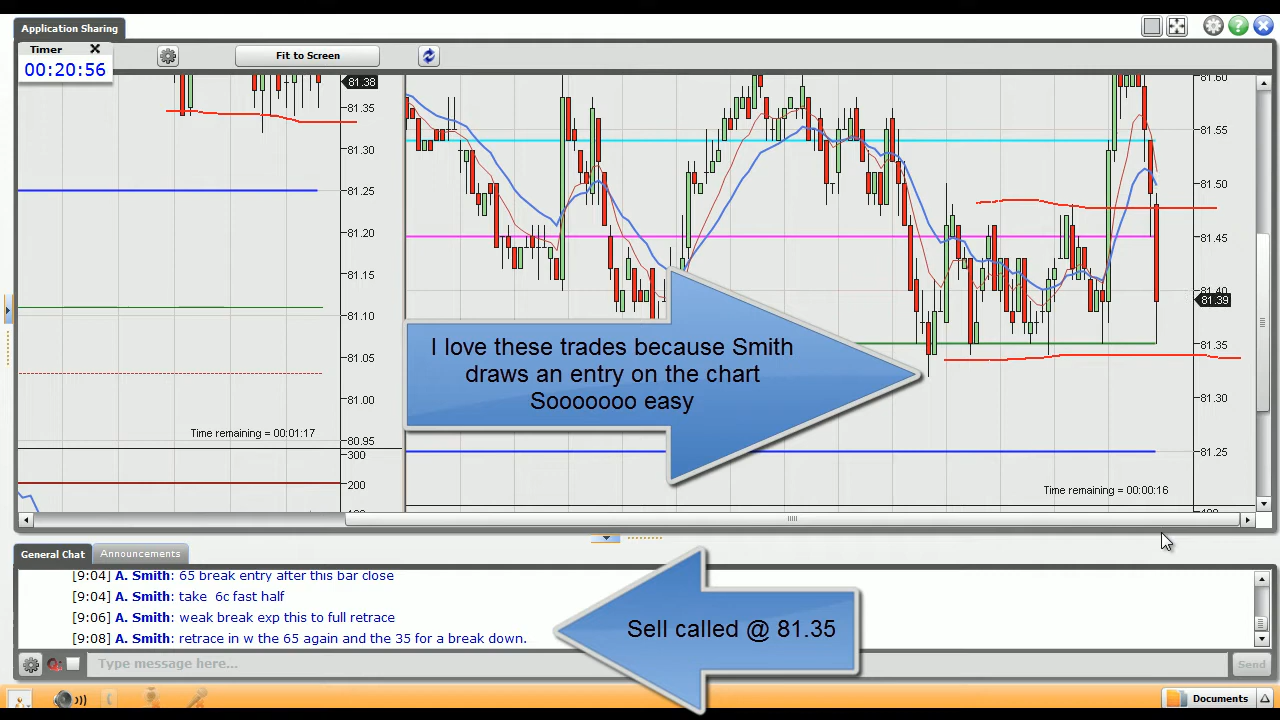 Application Sharing
Timer
00:20:56
Fit to Screen
81.38
81.35
81.30
81.25
81.20
81.15
81.10
81.05
81.00
80.95
300
200
Time remaining = 00:01:17
81.60
81.55
81.50
81.45
81.40
81.39
81.35
81.30
81.25
Time remaining = 00:00:16
I love these trades because Smith
draws an entry on the chart
Sooooooo easy
General Chat
Announcements
[9:04] A. Smith: 65 break entry after this bar close
[9:04] A. Smith: take 6c fast half
[9:06] A. Smith: weak break exp this to full retrace
[9:08] A. Smith: retrace in w the 65 again and the 35 for a break down.
Sell called @ 81.35
Type message here...
Send
Documents